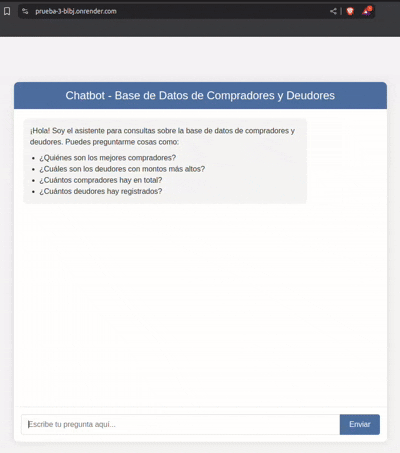 prueba-3-blbj.onrender.com
Chatbot - Base de Datos de Compradores y Deudores
¡Hola! Soy el asistente para consultas sobre la base de datos de compradores y
deudores. Puedes preguntarme cosas como:
• ¿Quiénes son los mejores compradores?
• ¿Cuáles son los deudores con montos más altos?
• ¿Cuántos compradores hay en total?
• ¿Cuántos deudores hay registrados?
Escribe tu pregunta aquí...
Enviar